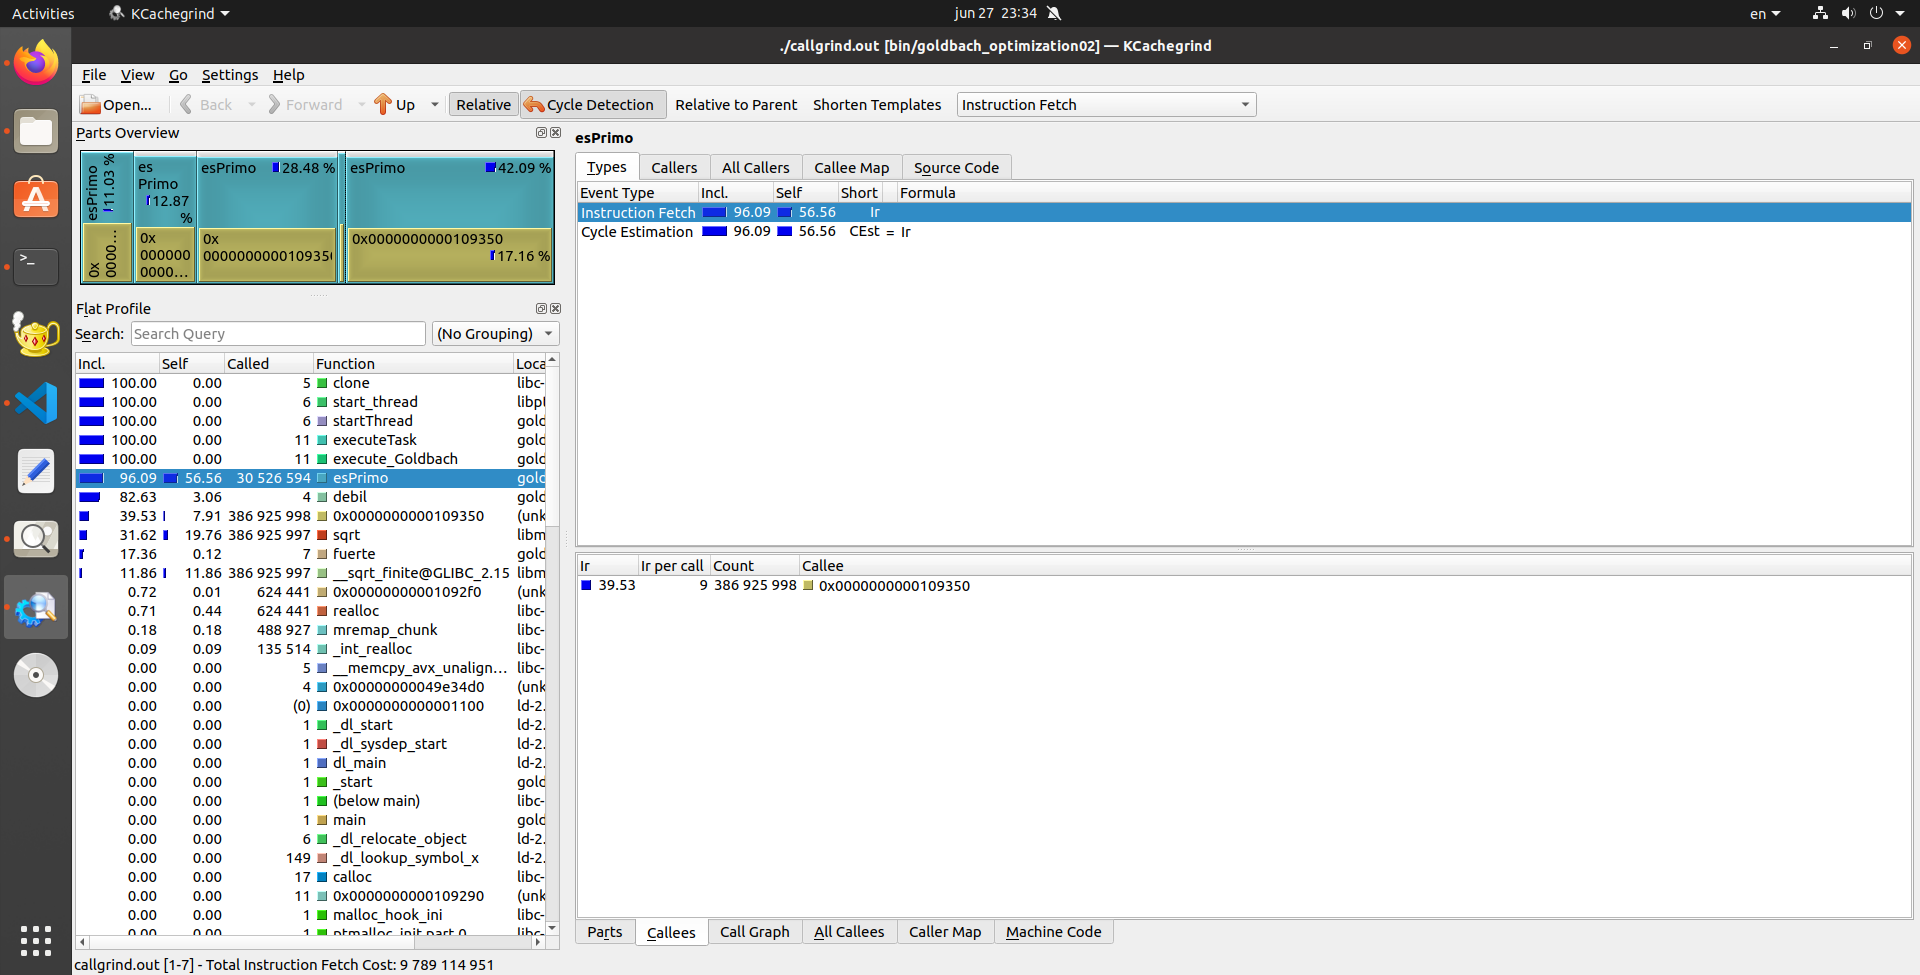 Activities KCachegrind jun 27 23:34 en
./callgrind.out [bin/goldbach_optimization02] — KCachegrind
File View Go Settings Help
Open... Back Forward Up Relative Cycle Detection Relative to Parent Shorten Templates Instruction Fetch
Parts Overview
esPrimo 11.03 %
0x 0000...
es Primo 12.87 %
0x 000000 0000...
esPrimo 28.48 %
0x 000000000010935
esPrimo 42.09 %
0x0000000000109350 17.16 %
Flat Profile
Search: Search Query (No Grouping)
Incl. Self Called Function Loca
100.00 0.00 5 clone libc-
100.00 0.00 6 start_thread libpt
100.00 0.00 6 startThread gold
100.00 0.00 11 executeTask gold
100.00 0.00 11 execute_Goldbach gold
96.09 56.56 30 526 594 esPrimo gold
82.63 3.06 4 debil gold
39.53 7.91 386 925 998 0x0000000000109350 (unk
31.62 19.76 386 925 997 sqrt libm
17.36 0.12 7 fuerte gold
11.86 11.86 386 925 997 __sqrt_finite@GLIBC_2.15 libm
0.72 0.01 624 441 0x00000000001092f0 (unk
0.71 0.44 624 441 realloc libc-
0.18 0.18 488 927 mremap_chunk libc-
0.09 0.09 135 514 _int_realloc libc-
0.00 0.00 5 __memcpy_avx_unalign... libc-
0.00 0.00 4 0x00000000049e34d0 (unk
0.00 0.00 (0) 0x0000000000001100 ld-2.
0.00 0.00 1 _dl_start ld-2.
0.00 0.00 1 _dl_sysdep_start ld-2.
0.00 0.00 1 dl_main ld-2.
0.00 0.00 1 _start gold
0.00 0.00 1 (below main) libc-
0.00 0.00 1 main gold
0.00 0.00 6 _dl_relocate_object ld-2.
0.00 0.00 149 _dl_lookup_symbol_x ld-2.
0.00 0.00 17 calloc libc-
0.00 0.00 11 0x0000000000109290 (unk
0.00 0.00 1 malloc_hook_ini libc-
0.00 0.00 1 ptmalloc_init.part.0 libc-
callgrind.out [1-7] - Total Instruction Fetch Cost: 9 789 114 951
esPrimo
Types Callers All Callers Callee Map Source Code
Event Type Incl. Self Short Formula
Instruction Fetch 96.09 56.56 Ir
Cycle Estimation 96.09 56.56 CEst = Ir
Ir Ir per call Count Callee
39.53 9 386 925 998 0x0000000000109350
Parts Callees Call Graph All Callees Caller Map Machine Code